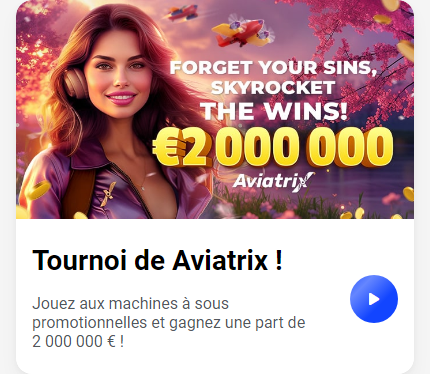 FORGET YOUR SINS,
SKYROCKET
THE WINS!
€2 000 000
Aviatrix
Tournoi de Aviatrix !
Jouez aux machines à sous
promotionnelles et gagnez une part de
2 000 000 € !